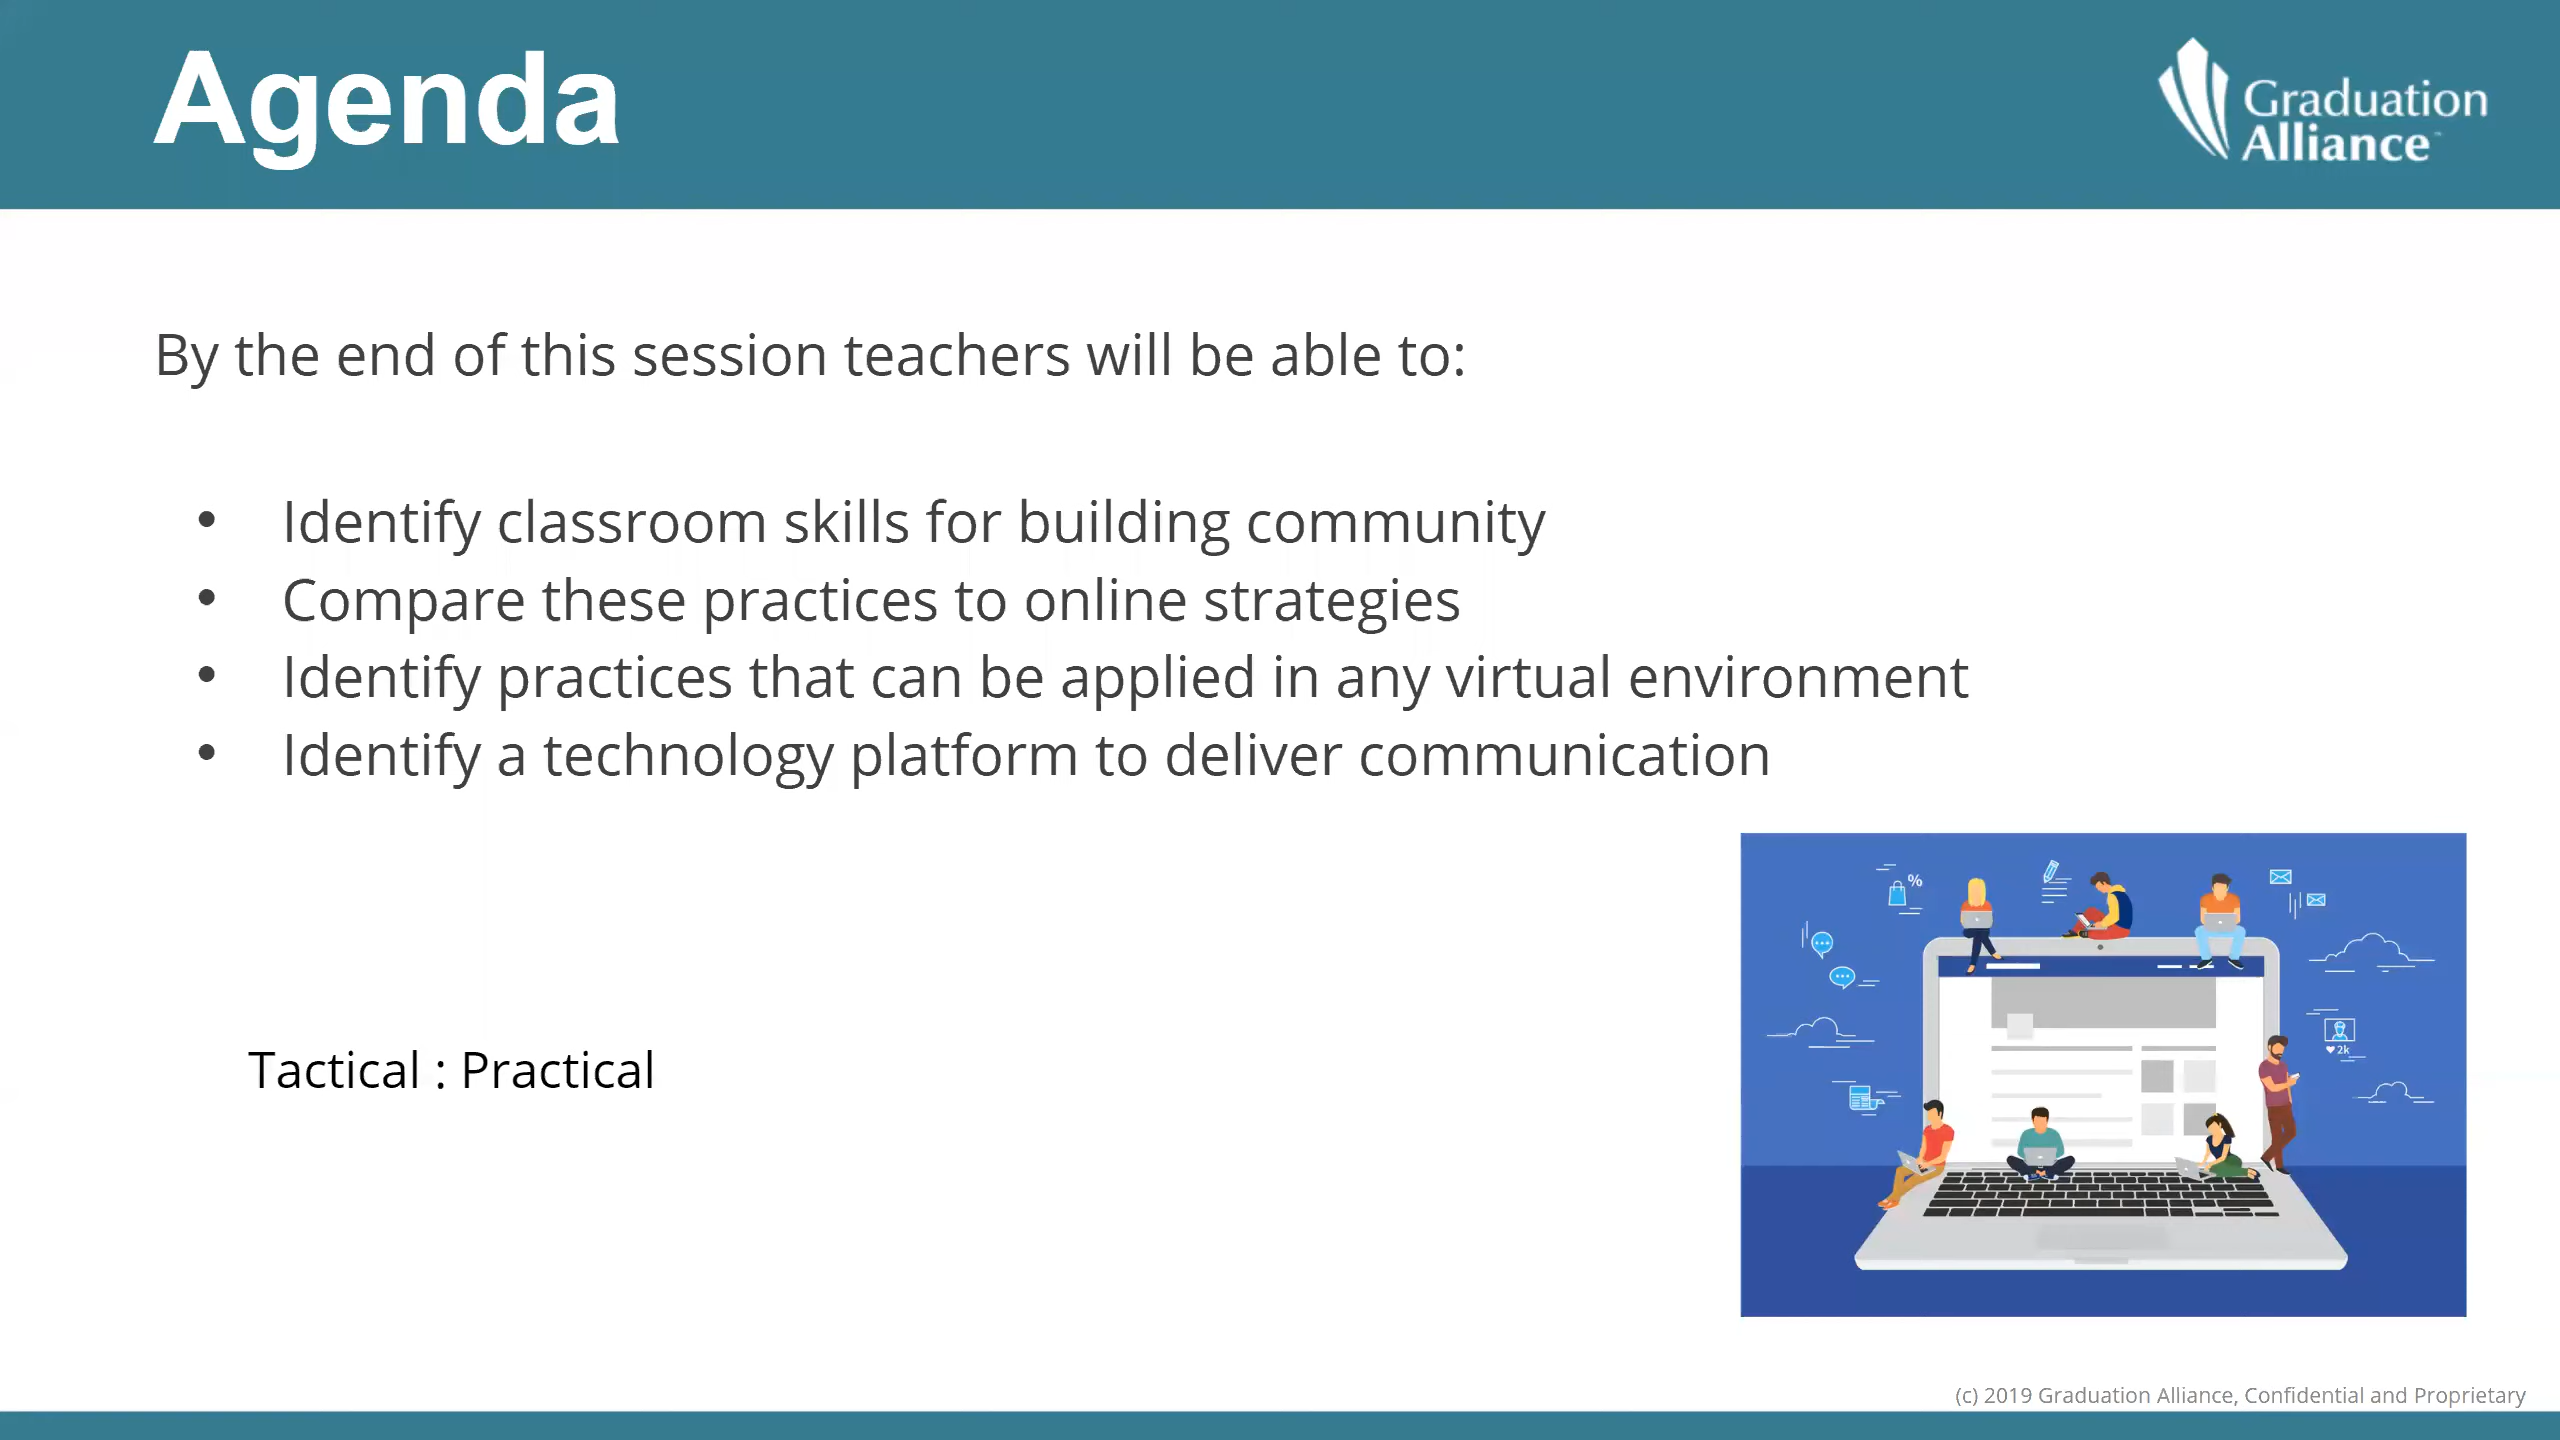 Agenda
Graduation
Alliance
By the end of this session teachers will be able to:
• Identify classroom skills for building community
• Compare these practices to online strategies
• Identify practices that can be applied in any virtual environment
• Identify a technology platform to deliver communication
%
2k
Tactical : Practical
(c) 2019 Graduation Alliance, Confidential and Proprietary